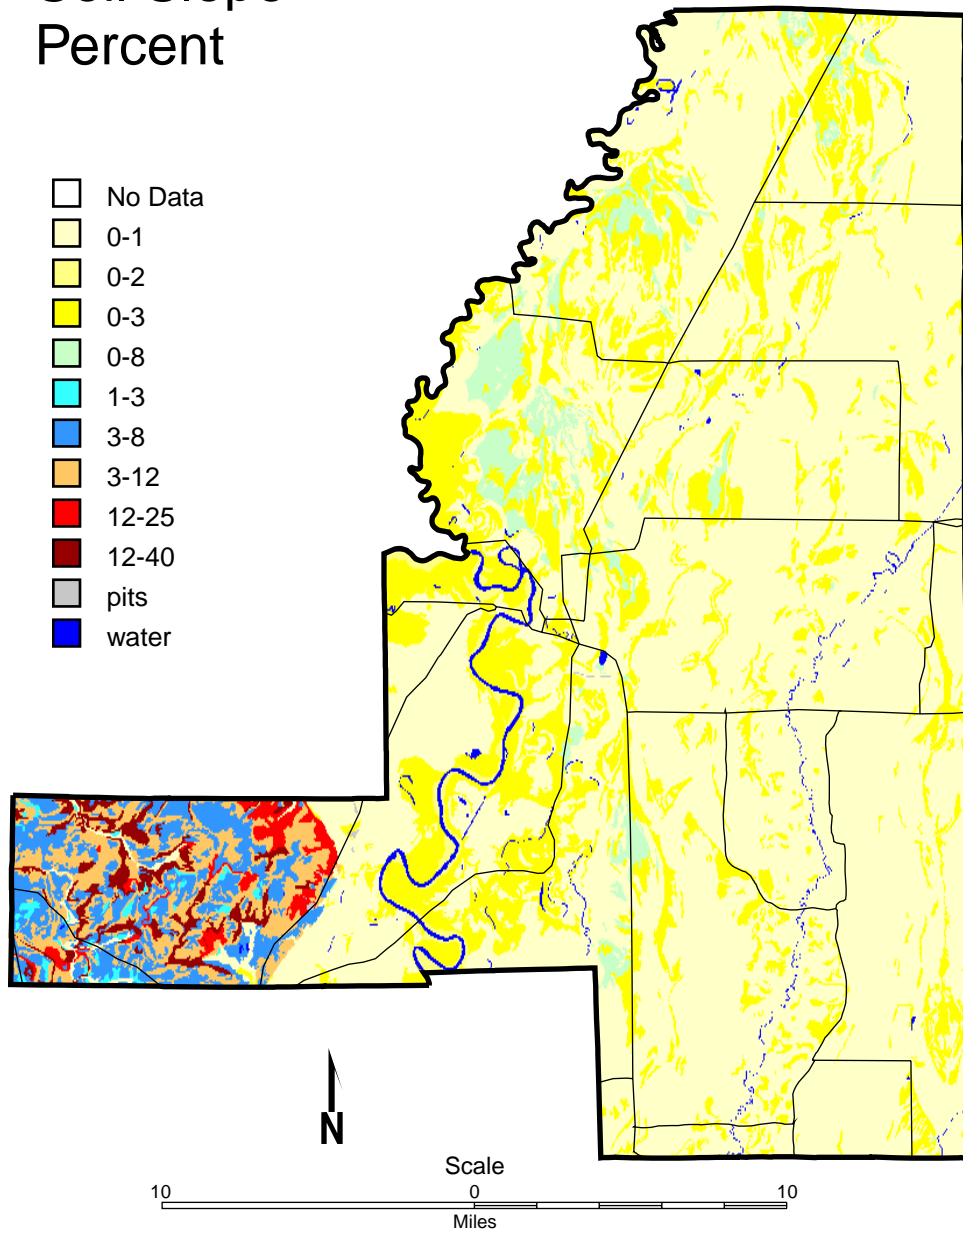 Percent
No Data
0-1
0-2
0-3
0-8
1-3
3-8
3-12
12-25
12-40
pits
water
N
Scale
10 0 10
Miles